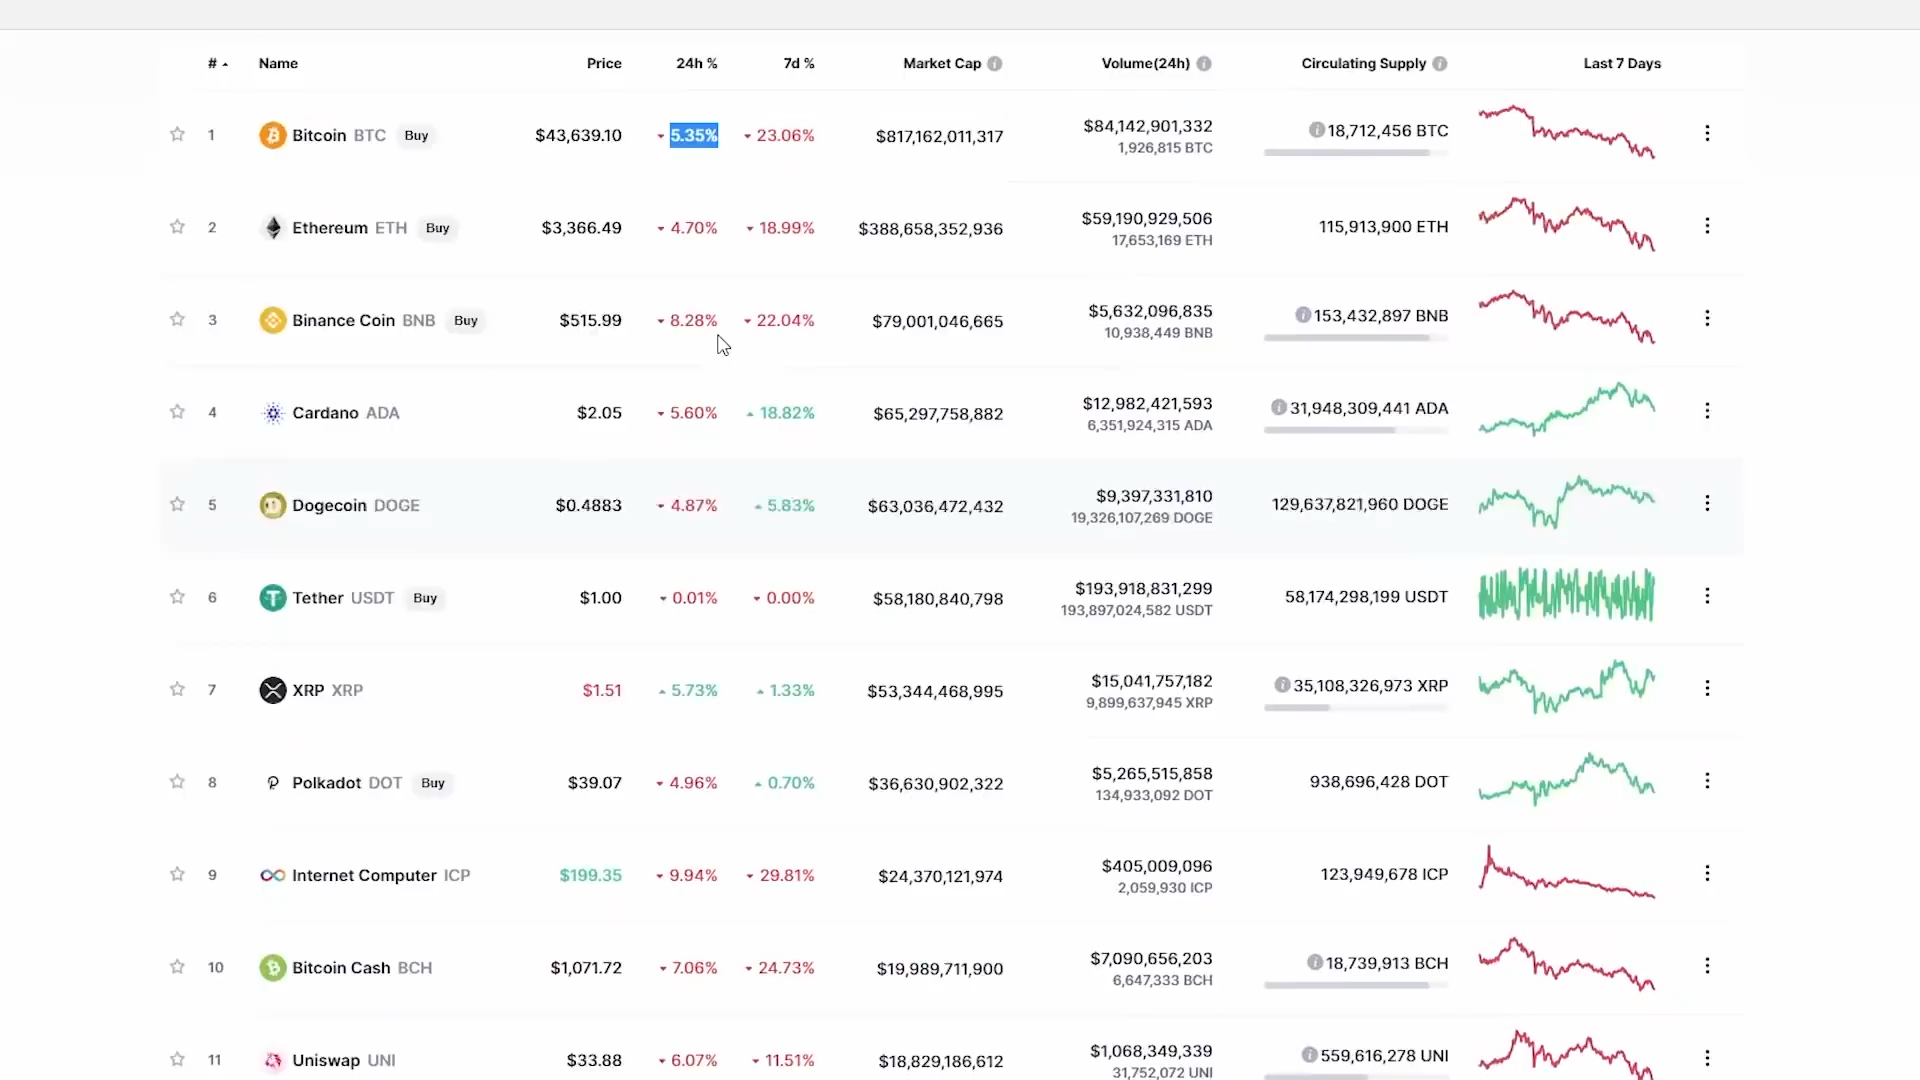 # Name Price 24h % 7d % Market Cap Volume(24h) Circulating Supply Last 7 Days
1 Bitcoin BTC Buy $43,639.10 5.35% 23.06% $817,162,011,317 $84,142,901,332 18,712,456 BTC
1,926,815 BTC
2 Ethereum ETH Buy $3,366.49 4.70% 18.99% $388,658,352,936 $59,190,929,506 115,913,900 ETH
17,653,169 ETH
3 Binance Coin BNB Buy $515.99 8.28% 22.04% $79,001,046,665 $5,632,096,835 153,432,897 BNB
10,938,449 BNB
4 Cardano ADA $2.05 5.60% 18.82% $65,297,758,882 $12,982,421,593 31,948,309,441 ADA
6,351,924,315 ADA
5 Dogecoin DOGE $0.4883 4.87% 5.83% $63,036,472,432 $9,397,331,810 129,637,821,960 DOGE
19,326,107,269 DOGE
6 Tether USDT Buy $1.00 0.01% 0.00% $58,180,840,798 $193,918,831,299 58,174,298,199 USDT
193,897,024,582 USDT
7 XRP XRP $1.51 5.73% 1.33% $53,344,468,995 $15,041,757,182 35,108,326,973 XRP
9,899,637,945 XRP
8 Polkadot DOT Buy $39.07 4.96% 0.70% $36,630,902,322 $5,265,515,858 938,696,428 DOT
134,933,092 DOT
9 Internet Computer ICP $199.35 9.94% 29.81% $24,370,121,974 $405,009,096 123,949,678 ICP
2,059,930 ICP
10 Bitcoin Cash BCH $1,071.72 7.06% 24.73% $19,989,711,900 $7,090,656,203 18,739,913 BCH
6,647,333 BCH
11 Uniswap UNI $33.88 6.07% 11.51% $18,829,186,612 $1,068,349,339 559,616,278 UNI
31,752,072 UNI